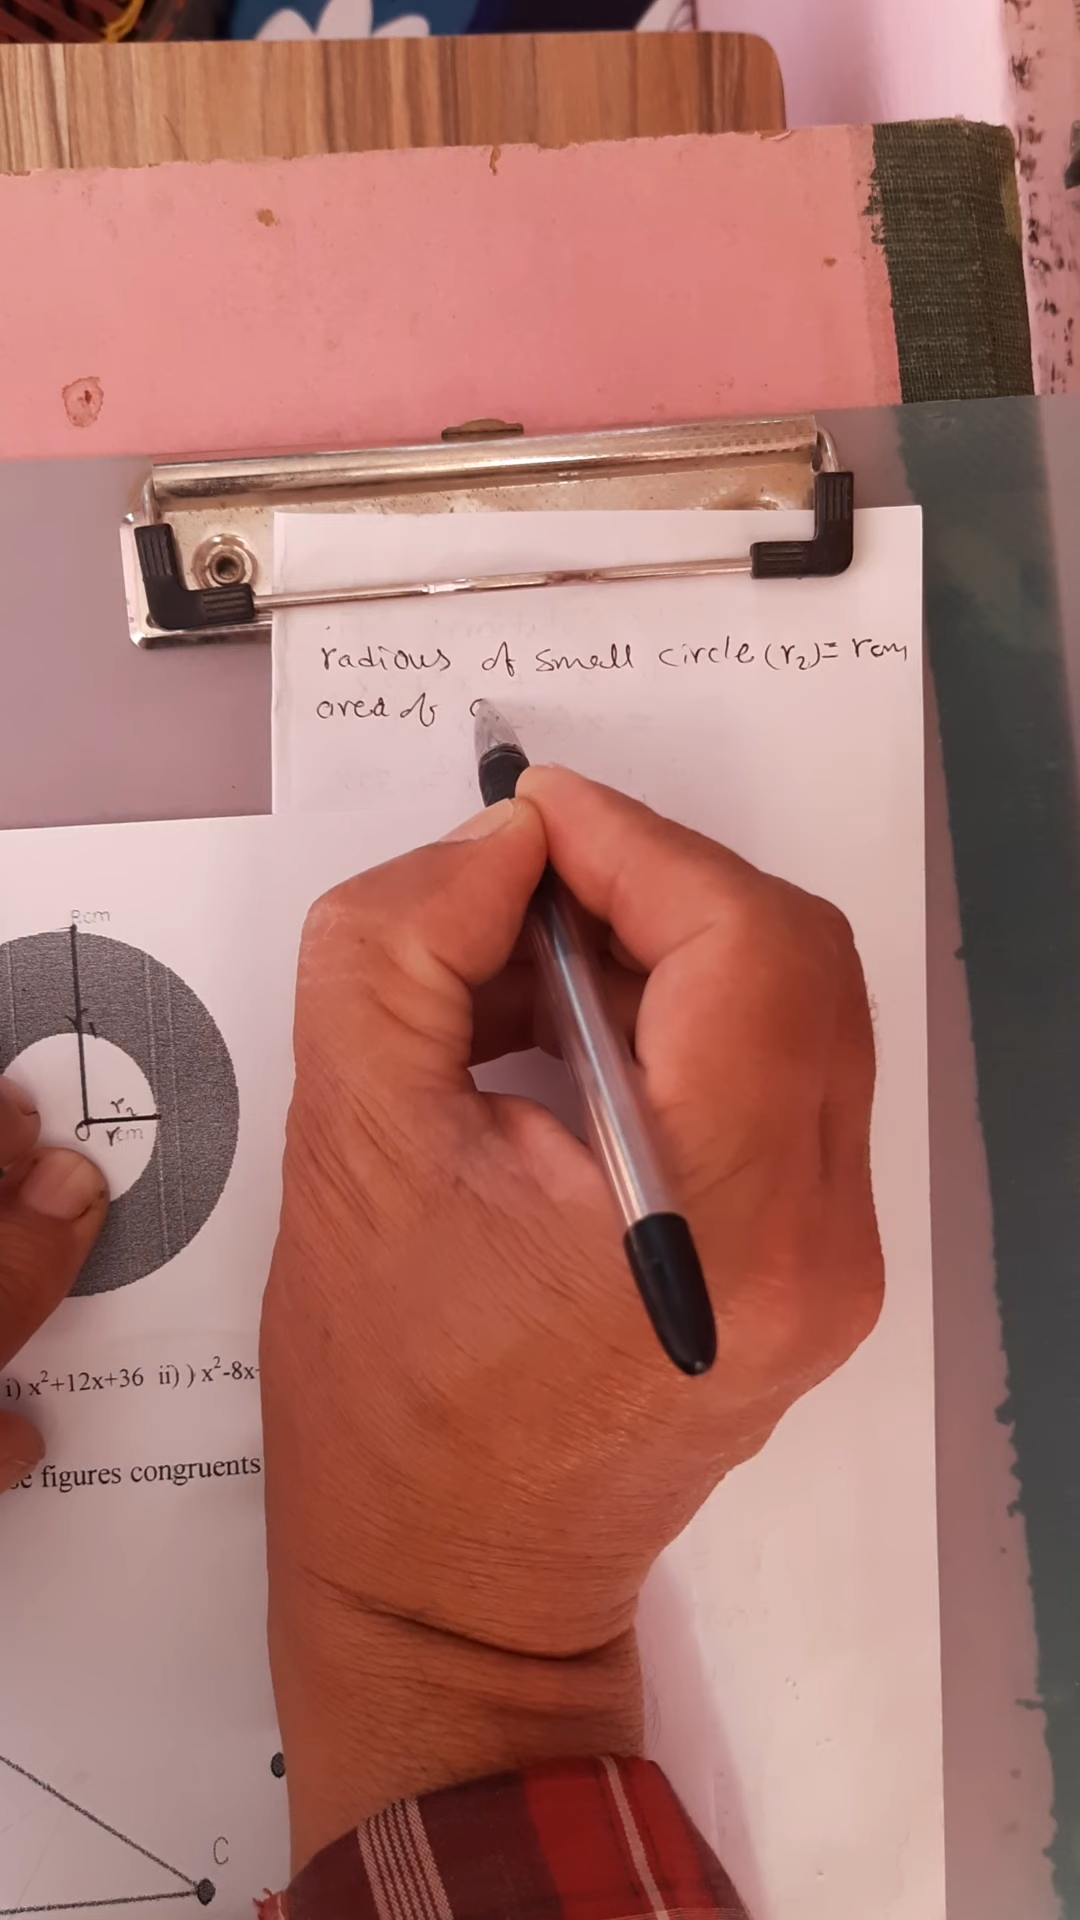 radious of small circle (r₂) = rcm
area of
Rcm
r₁
r₂
O
rcm
i) x²+12x+36 ii) ) x²-8x
figures congruents
C